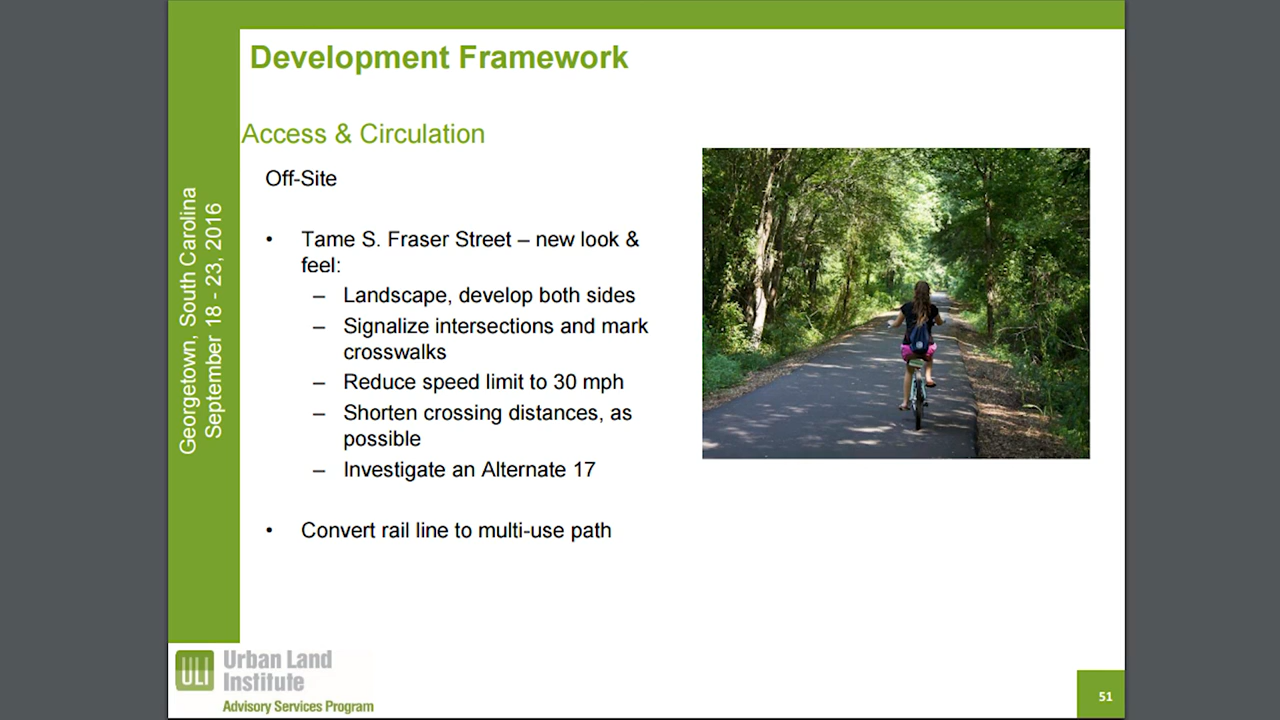 Development Framework
Access & Circulation
Off-Site
• Tame S. Fraser Street – new look &
feel:
– Landscape, develop both sides
– Signalize intersections and mark
crosswalks
– Reduce speed limit to 30 mph
– Shorten crossing distances, as
possible
– Investigate an Alternate 17
• Convert rail line to multi-use path
Georgetown, South Carolina
September 18 - 23, 2016
ULI
Urban Land
Institute
Advisory Services Program
51